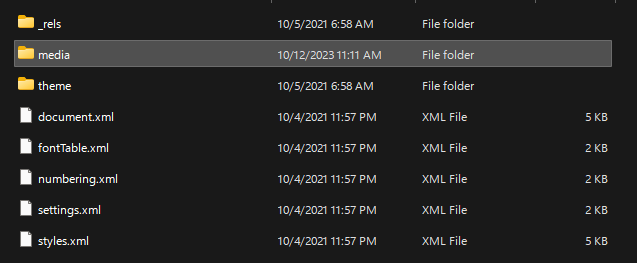 _rels 10/5/2021 6:58 AM File folder
media 10/12/2023 11:11 AM File folder
theme 10/5/2021 6:58 AM File folder
document.xml 10/4/2021 11:57 PM XML File 5 KB
fontTable.xml 10/4/2021 11:57 PM XML File 2 KB
numbering.xml 10/4/2021 11:57 PM XML File 2 KB
settings.xml 10/4/2021 11:57 PM XML File 2 KB
styles.xml 10/4/2021 11:57 PM XML File 5 KB